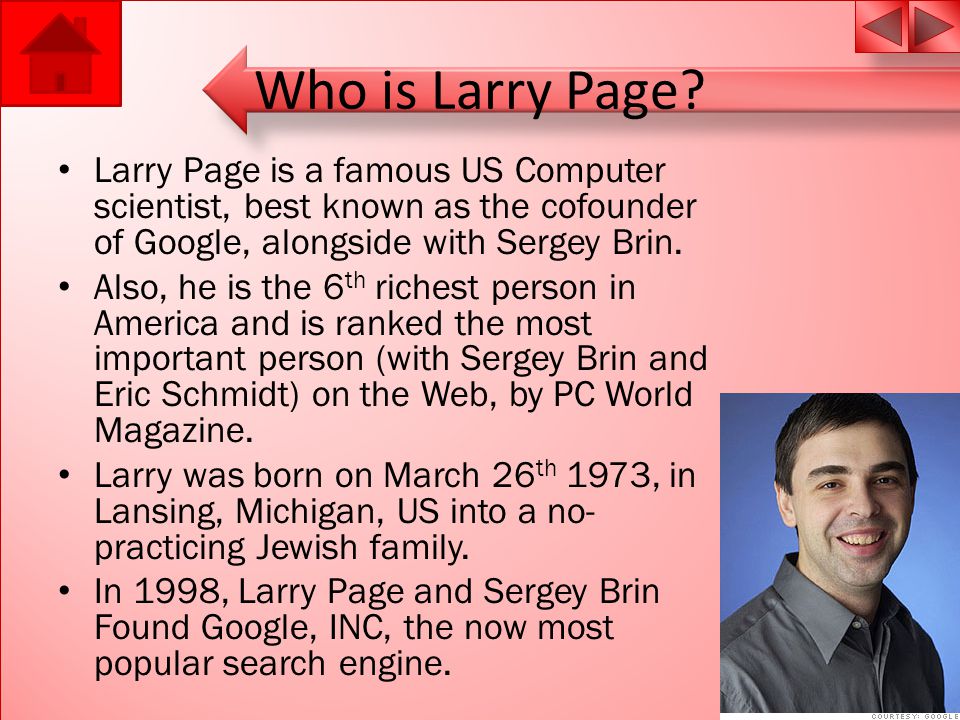 Who is Larry Page?
• Larry Page is a famous US Computer
scientist, best known as the cofounder
of Google, alongside with Sergey Brin.
• Also, he is the 6th richest person in
America and is ranked the most
important person (with Sergey Brin and
Eric Schmidt) on the Web, by PC World
Magazine.
• Larry was born on March 26th 1973, in
Lansing, Michigan, US into a no-
practicing Jewish family.
• In 1998, Larry Page and Sergey Brin
Found Google, INC, the now most
popular search engine.
COURTESY: GOOGLE